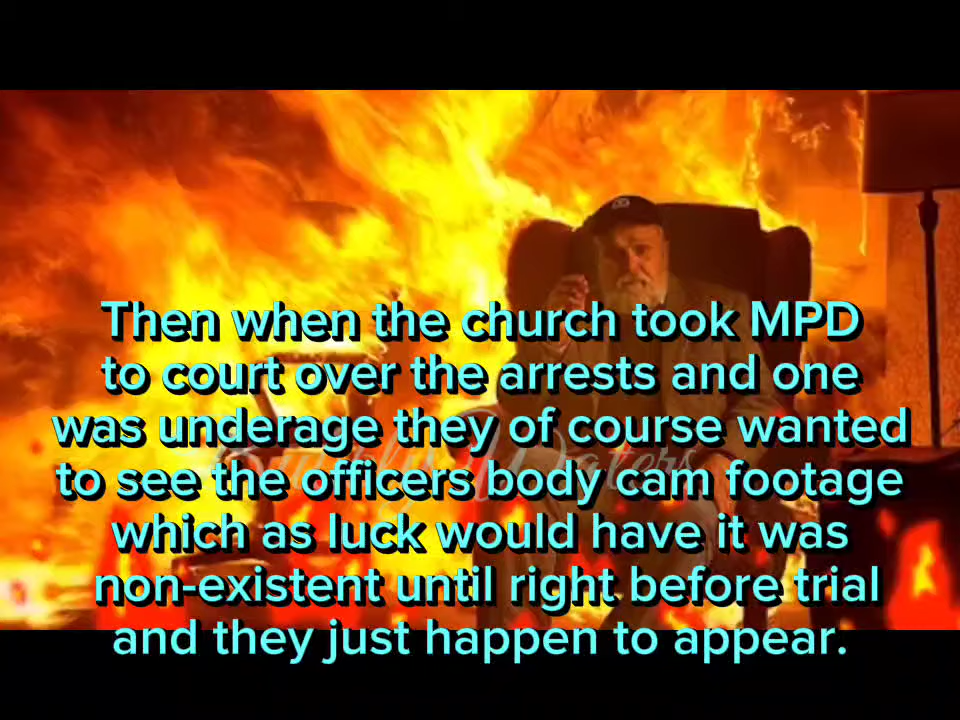 Then when the church took MPD
to court over the arrests and one
was underage they of course wanted
to see the officers body cam footage
which as luck would have it was
non-existent until right before trial
and they just happen to appear.